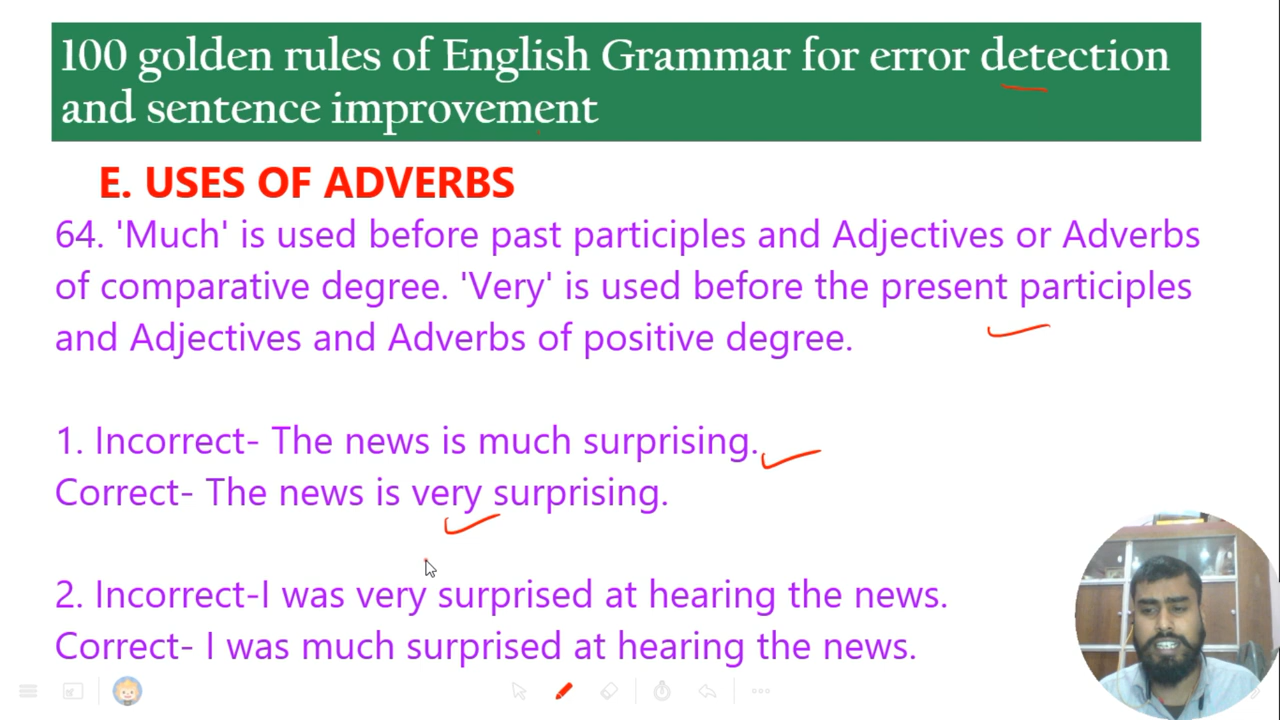 100 golden rules of English Grammar for error detection
and sentence improvement
E. USES OF ADVERBS
64. 'Much' is used before past participles and Adjectives or Adverbs
of comparative degree. 'Very' is used before the present participles
and Adjectives and Adverbs of positive degree.
1. Incorrect- The news is much surprising.
Correct- The news is very surprising.
2. Incorrect-I was very surprised at hearing the news.
Correct- I was much surprised at hearing the news.